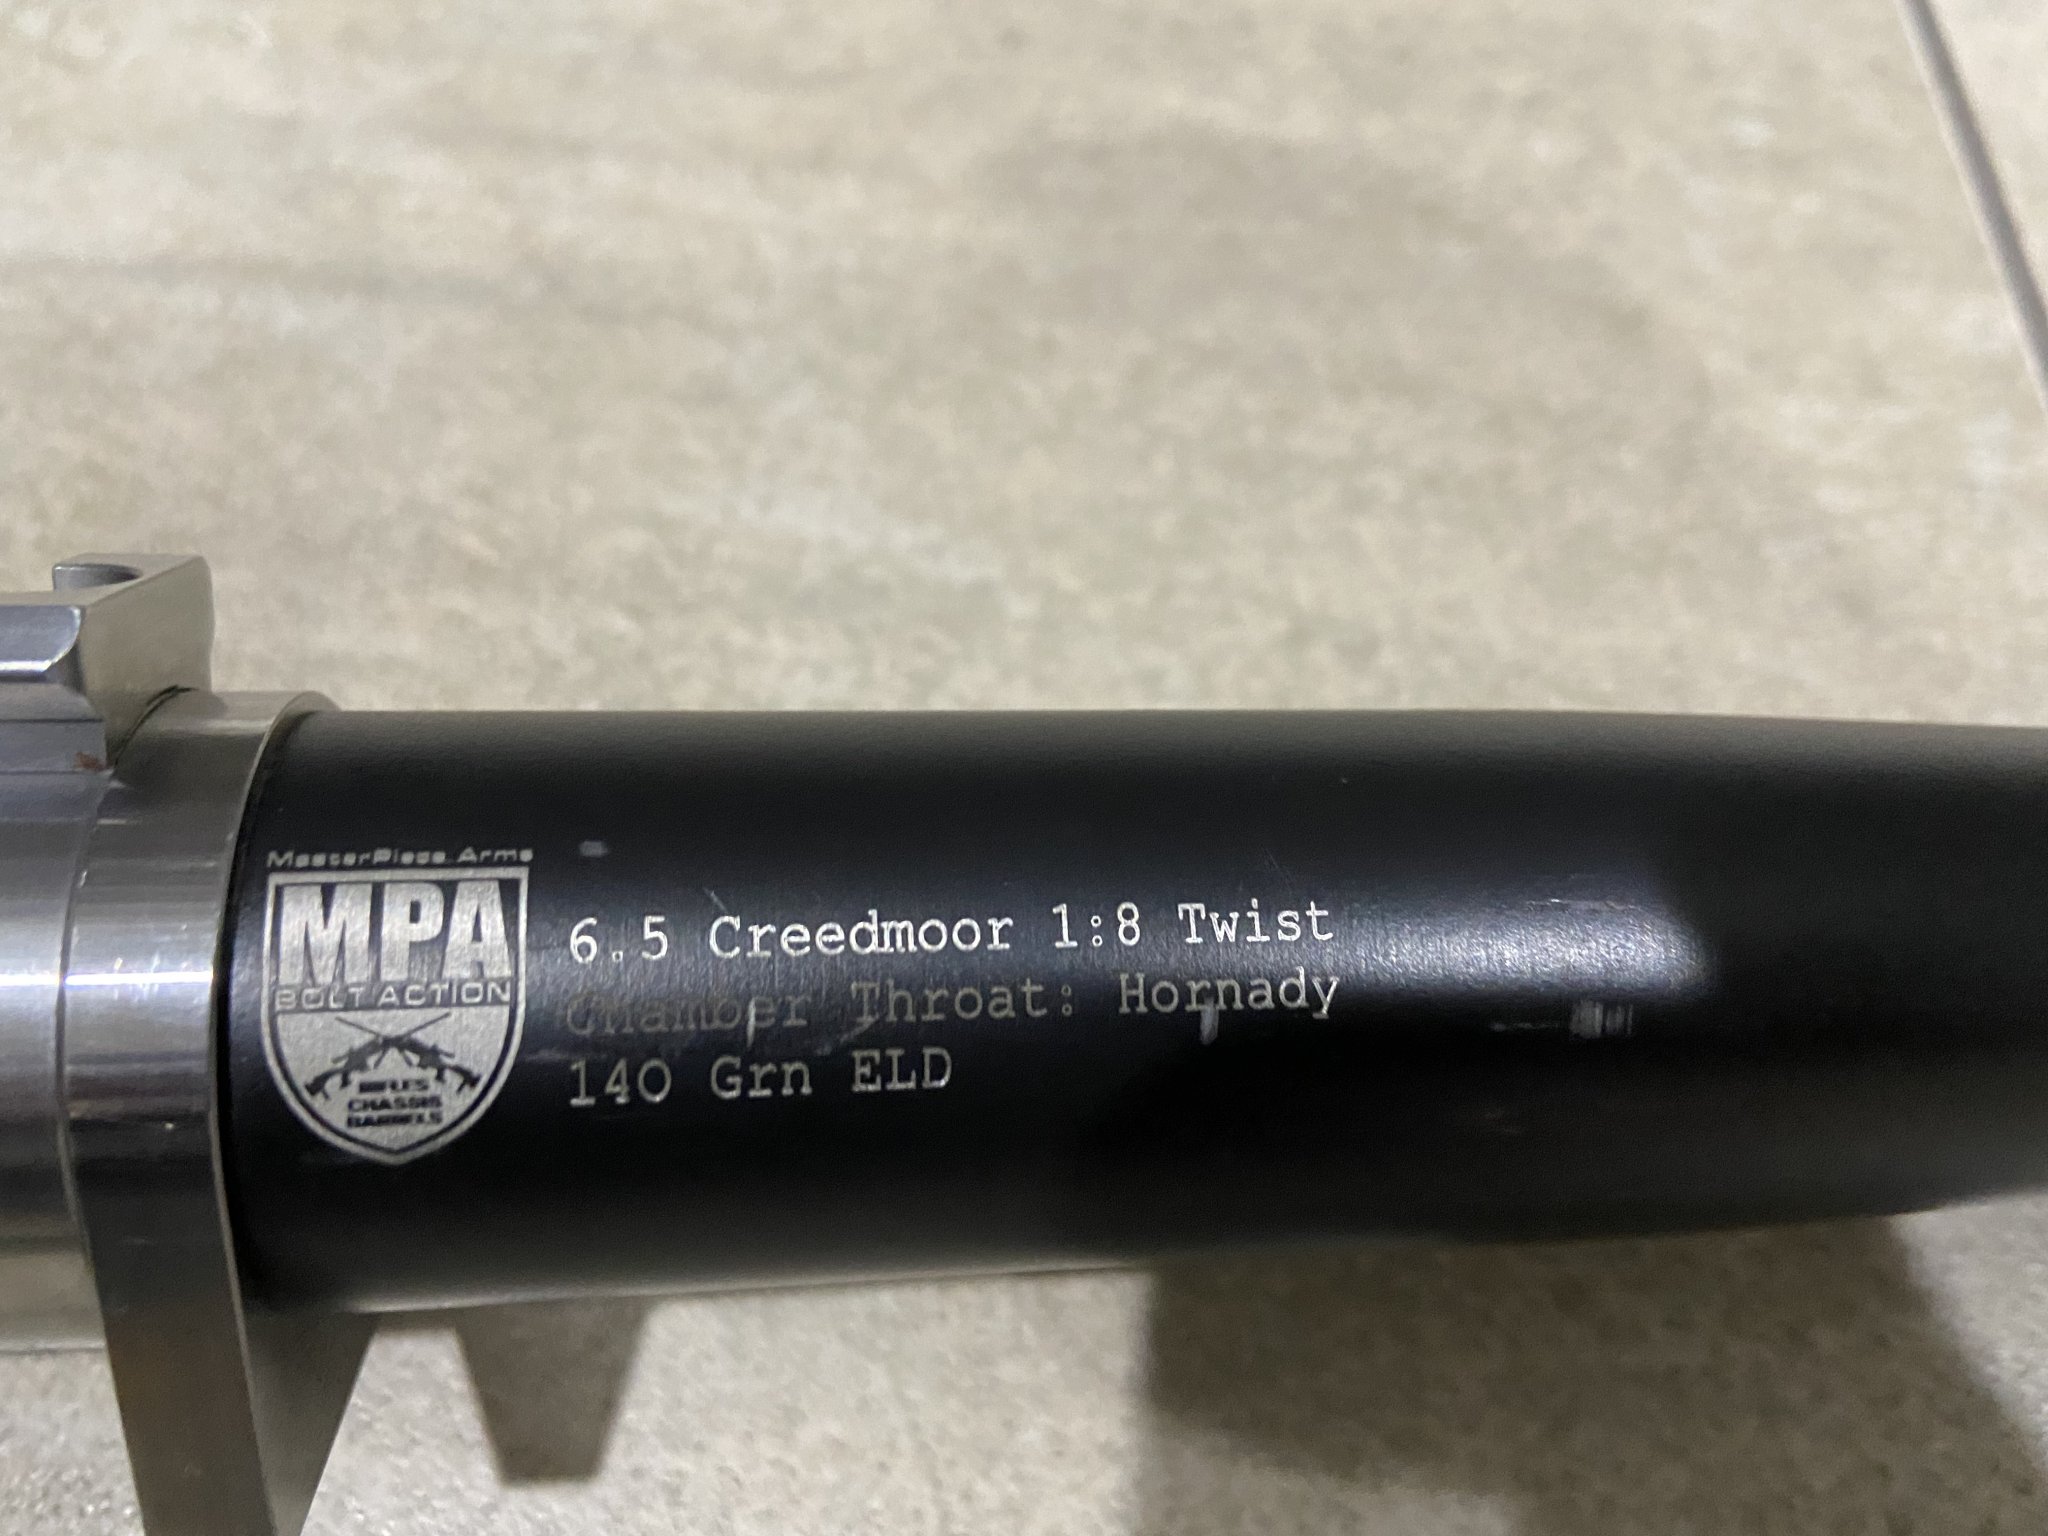 MasterPiece Arms
MPA
BOLT ACTION
RIFLES
CHASSIS
BARRELS
6.5 Creedmoor 1:8 Twist
Chamber Throat: Hornady
140 Grn ELD